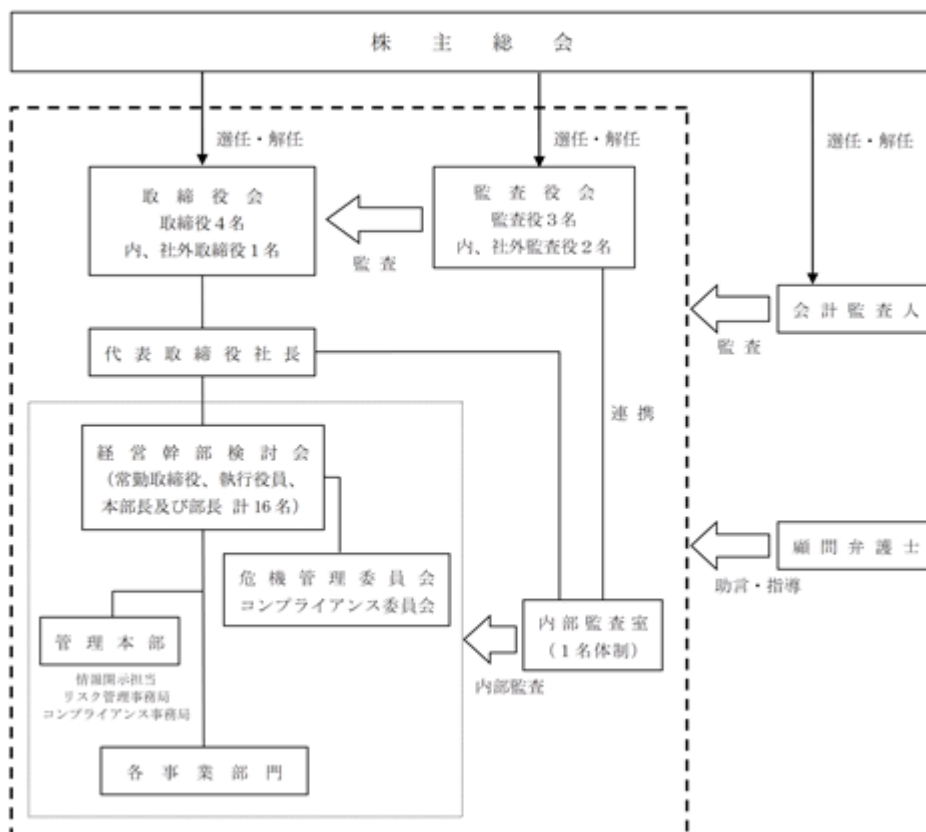 株主総会
選任・解任
選任・解任
選任・解任
取締役会
取締役4名
内、社外取締役1名
監査
監査役会
監査役3名
内、社外監査役2名
会計監査人
監査
代表取締役社長
連携
経営幹部検討会
（常勤取締役、執行役員、
本部長及び部長 計16名）
危機管理委員会
コンプライアンス委員会
顧問弁護士
助言・指導
内部監査室
（1名体制）
内部監査
管理本部
情報開示担当
リスク管理事務局
コンプライアンス事務局
各事業部門